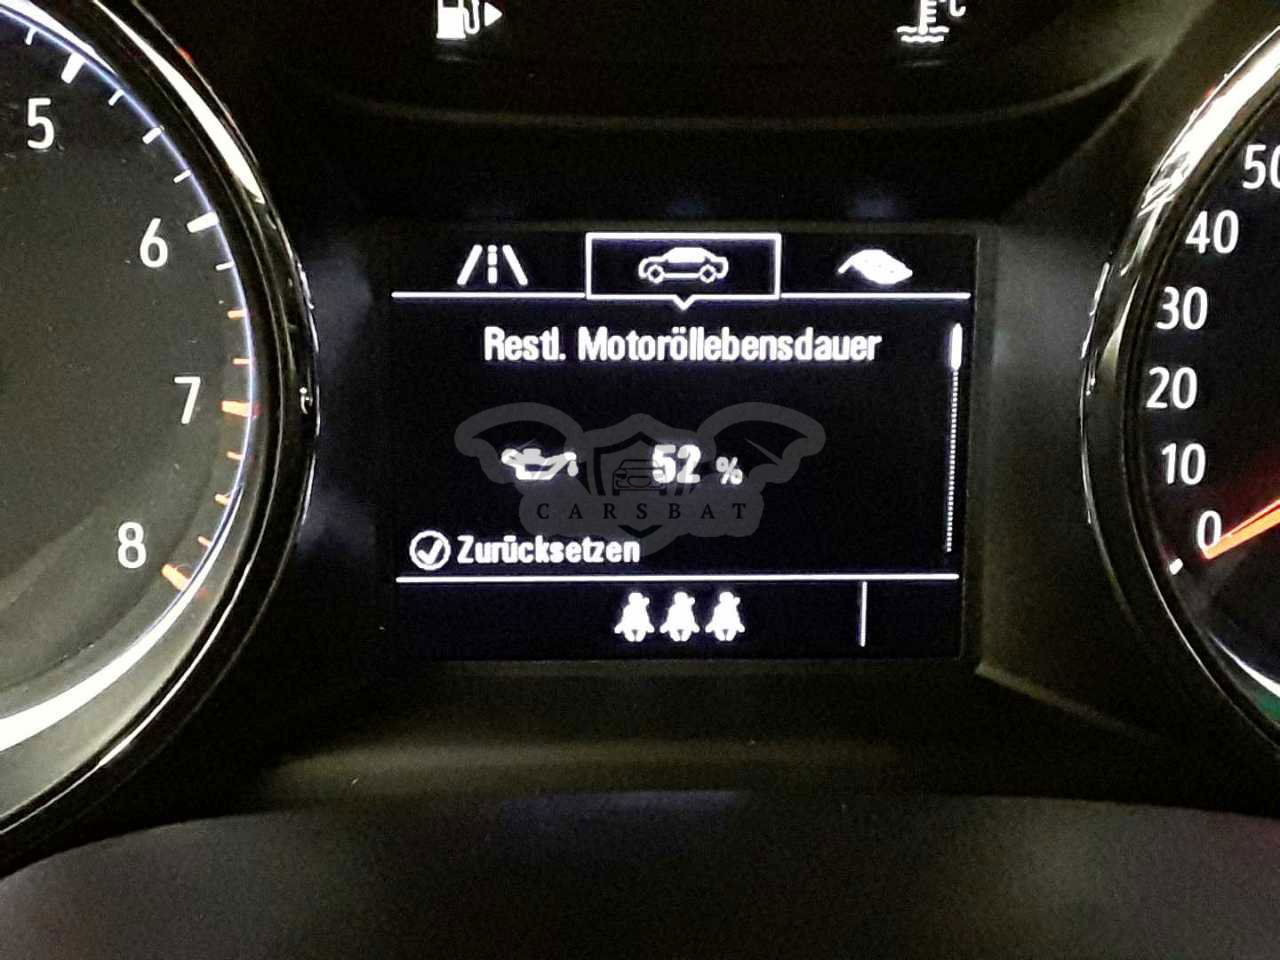 °C
5
6
7
8
Restl. Motoröllebensdauer
52 %
CARSBAT
Zurücksetzen
50
40
30
20
10
0